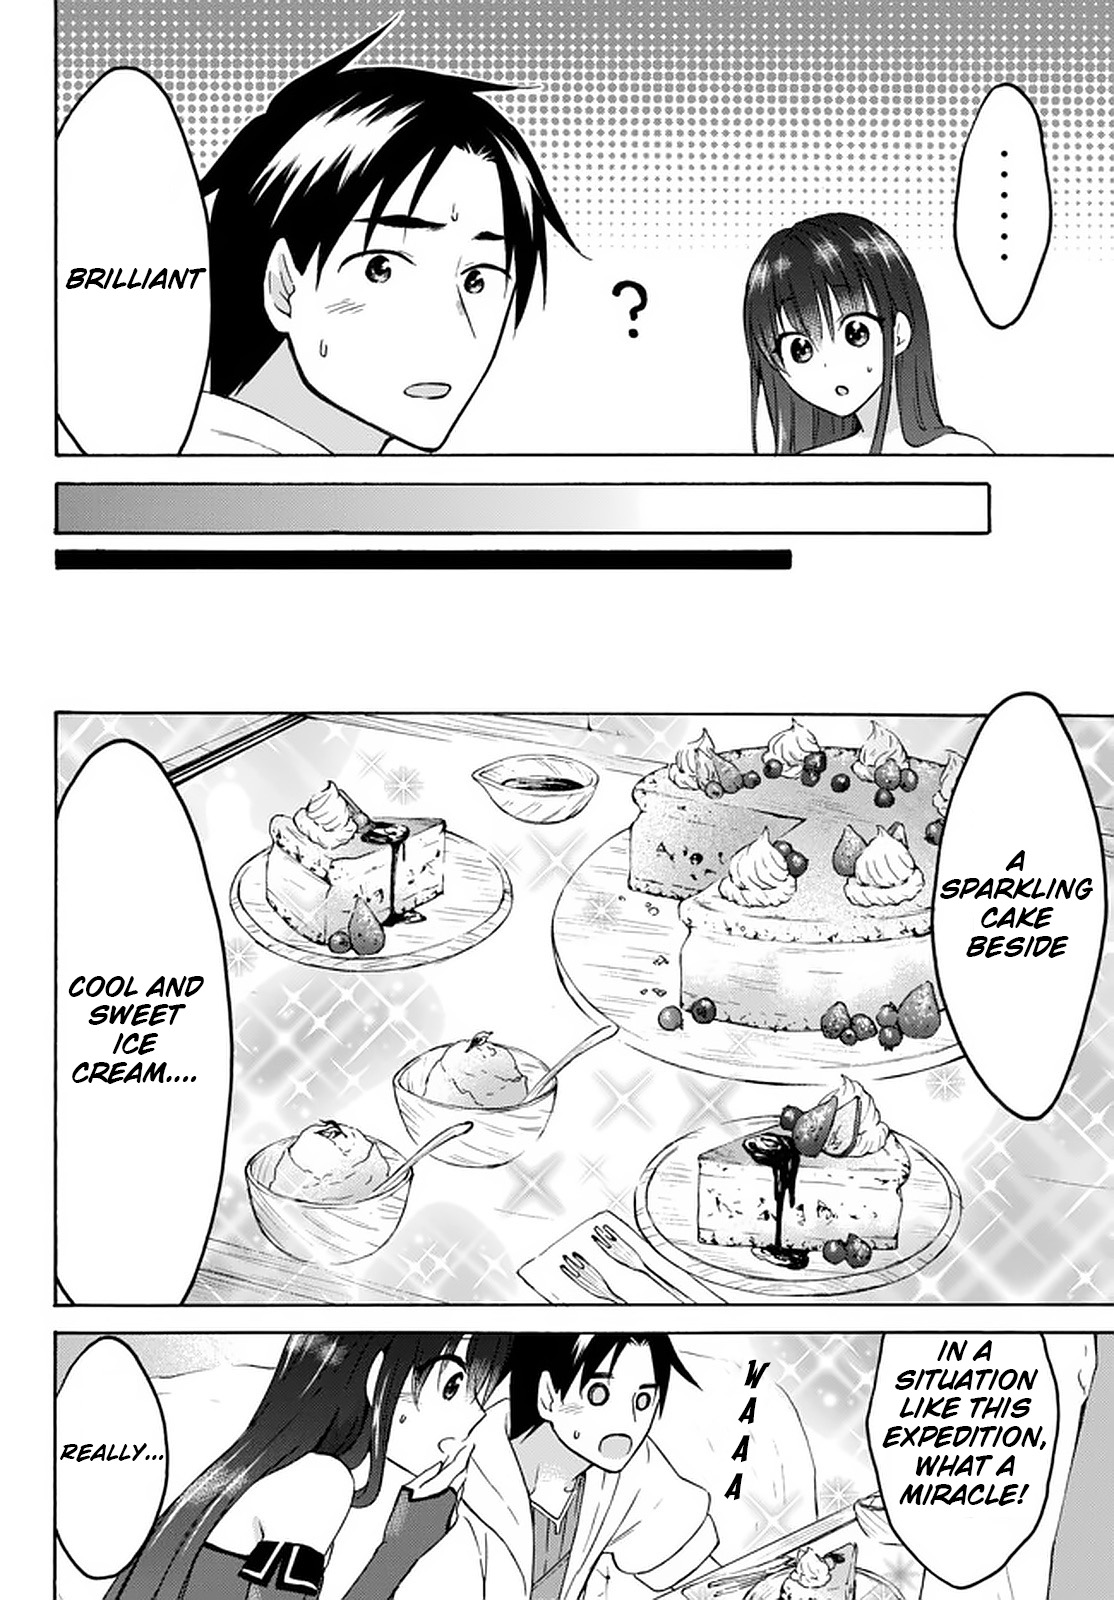 ......
?
BRILLIANT
A
SPARKLING
CAKE
BESIDE
COOL AND
SWEET
ICE
CREAM....
IN A
SITUATION
LIKE THIS
EXPEDITION,
WHAT A
MIRACLE!
WAAA
REALLY...